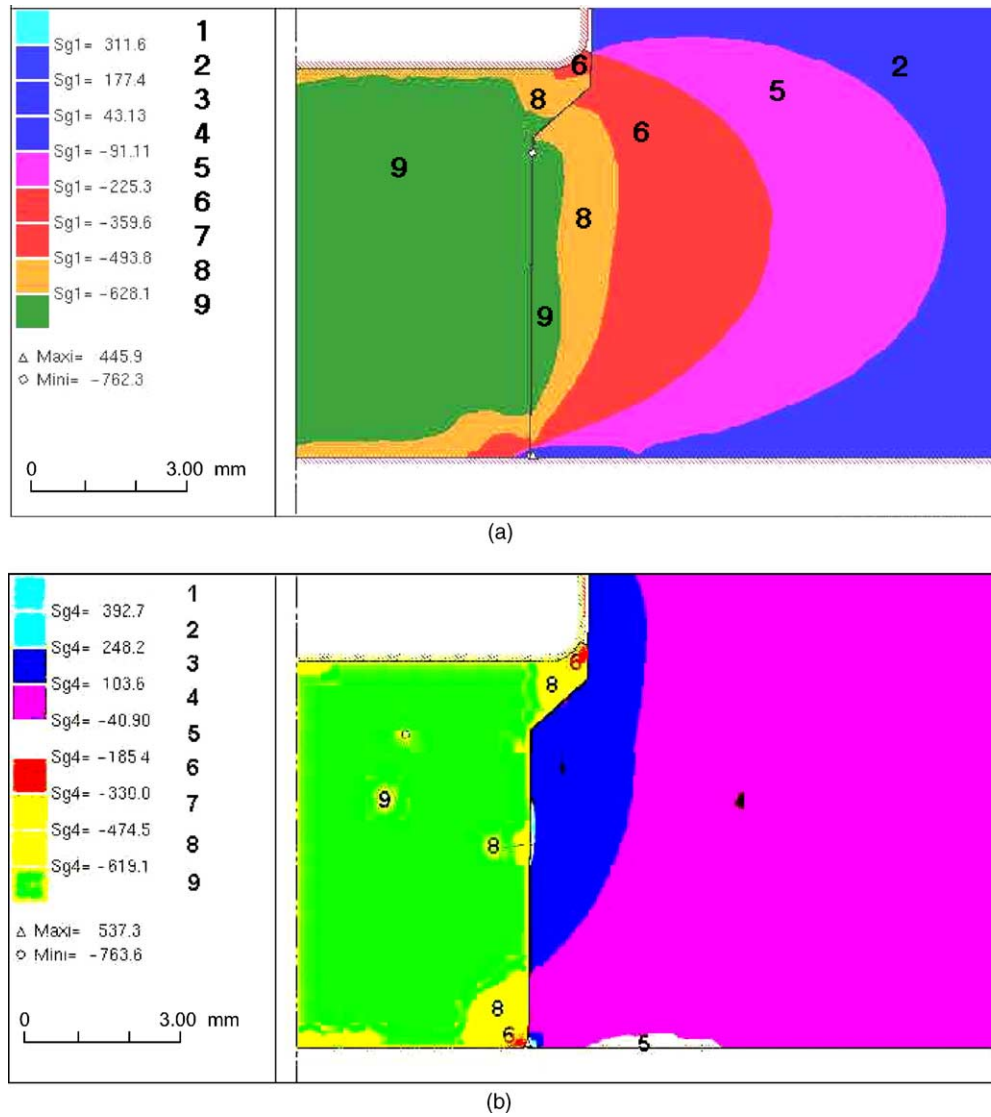 1
Sg1= 311.6
2
Sg1= 177.4
3
Sg1= 43.13
4
Sg1= -91.11
5
Sg1= -225.3
6
Sg1= -359.6
7
Sg1= -493.8
8
Sg1= -628.1
9
△ Maxi= 445.9
○ Mini= -762.3
0 3.00 mm
6
2
5
8
6
9
8
9
(a)
1
Sg4= 392.7
2
Sg4= 248.2
3
Sg4= 103.6
4
Sg4= -40.90
5
Sg4= -185.4
6
Sg4= -330.0
7
Sg4= -474.5
8
Sg4= -619.1
9
△ Maxi= 537.3
○ Mini= -763.6
0 3.00 mm
6
8
9
4
8
8
6
5
(b)